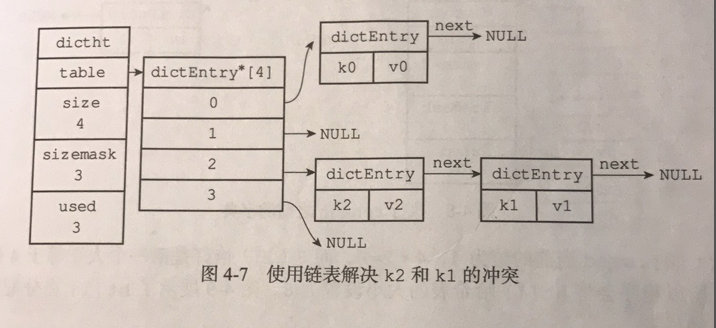 dictht
table
size
4
sizemask
3
used
3
dictEntry*[4]
0
1
2
3
dictEntry
k0 v0
next
NULL
NULL
dictEntry
k2 v2
next
dictEntry
k1 v1
next
NULL
NULL
图 4-7 使用链表解决 k2 和 k1 的冲突